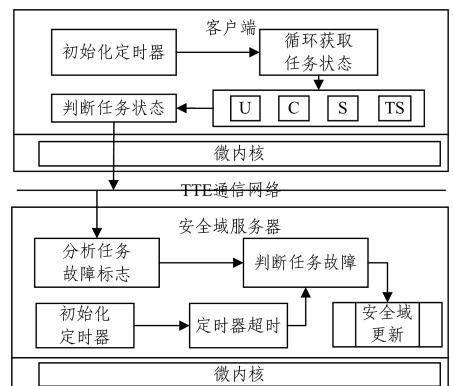 客户端
初始化定时器
循环获取
任务状态
判断任务状态
U C S TS
微内核
TTE通信网络
安全域服务器
分析任务
故障标志
判断任务故障
初始化
定时器
定时器超时
安全域
更新
微内核